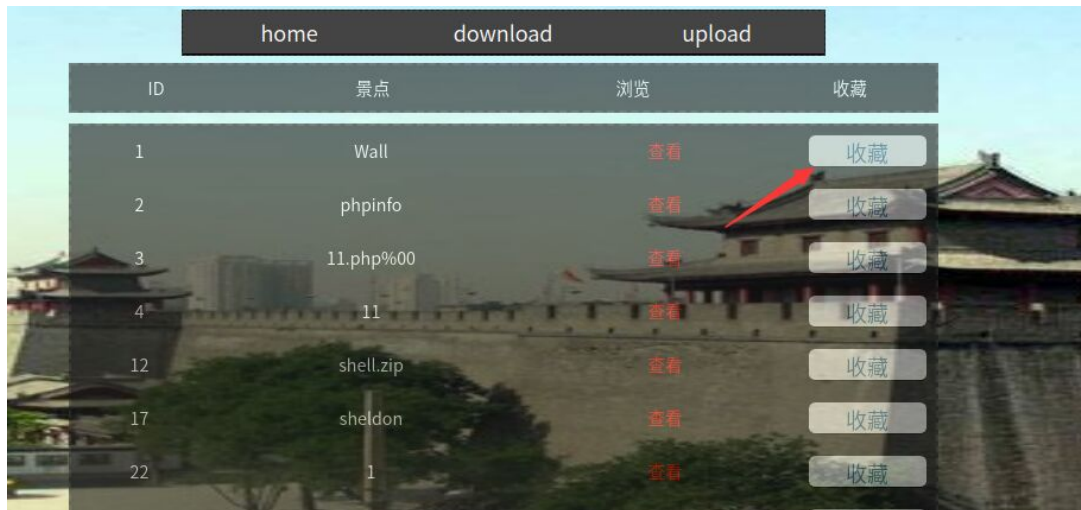 home download upload
ID 景点 浏览 收藏
1 Wall 查看 收藏
2 phpinfo 查看 收藏
3 11.php%00 查看 收藏
4 11 查看 收藏
12 shell.zip 查看 收藏
17 sheldon 查看 收藏
22 1 查看 收藏